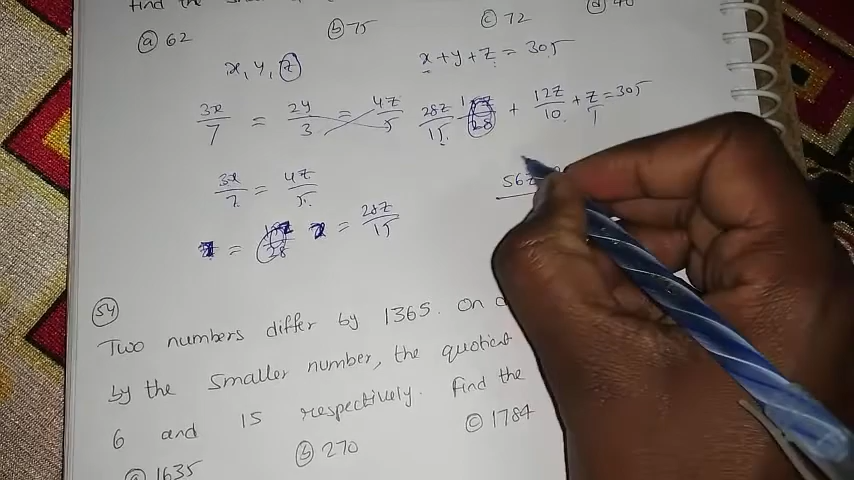 find the
(a) 62 (b) 75 (c) 72 (d)
x, y, z x + y + z = 305
3x/7 = 2y/3 = 4z/5 28z/15 + 12z/10 + z/1 = 305
3x/7 = 4z/5 56z
= x = 28z/15
(54)
Two numbers differ by 1365. On
by the smaller number, the quotient
6 and 15 respectively. find the
(a) 1635 (b) 270 (c) 1784